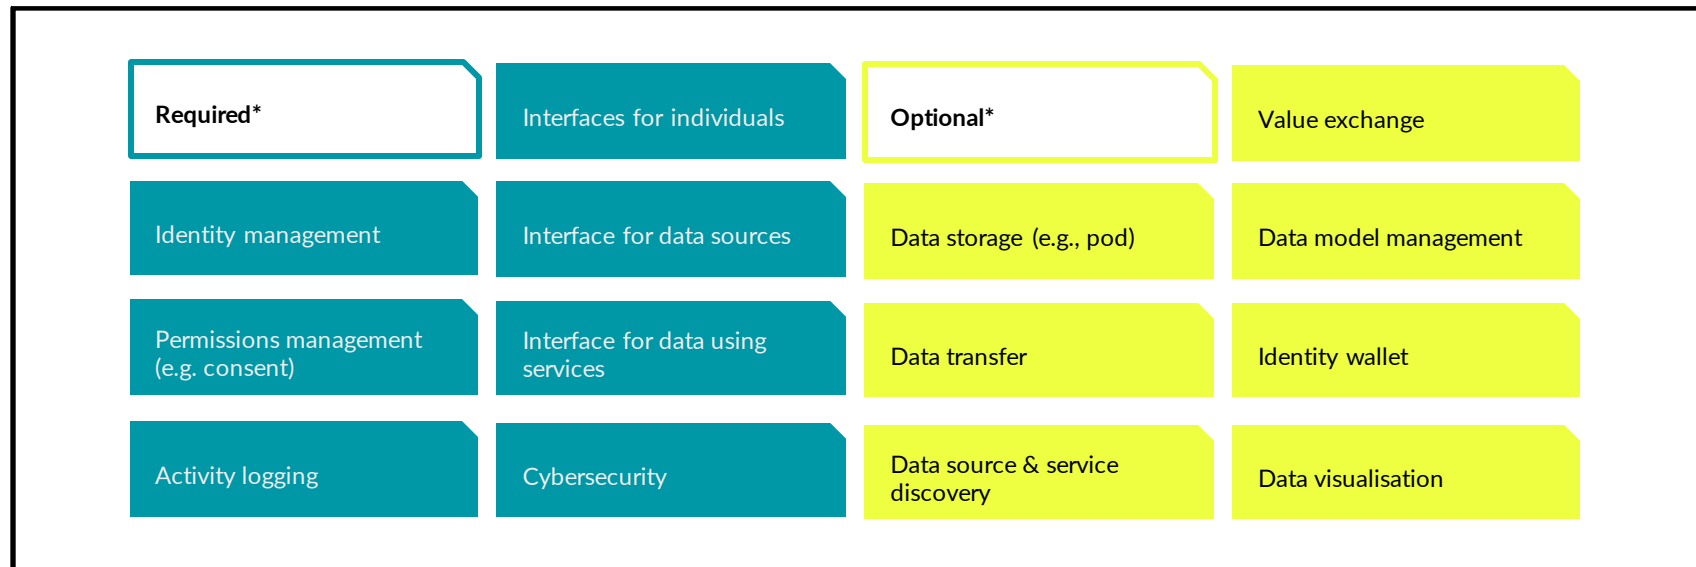 Required*
Interfaces for individuals
Optional*
Value exchange
Identity management
Interface for data sources
Data storage (e.g., pod)
Data model management
Permissions management
(e.g. consent)
Interface for data using
services
Data transfer
Identity wallet
Activity logging
Cybersecurity
Data source & service
discovery
Data visualisation